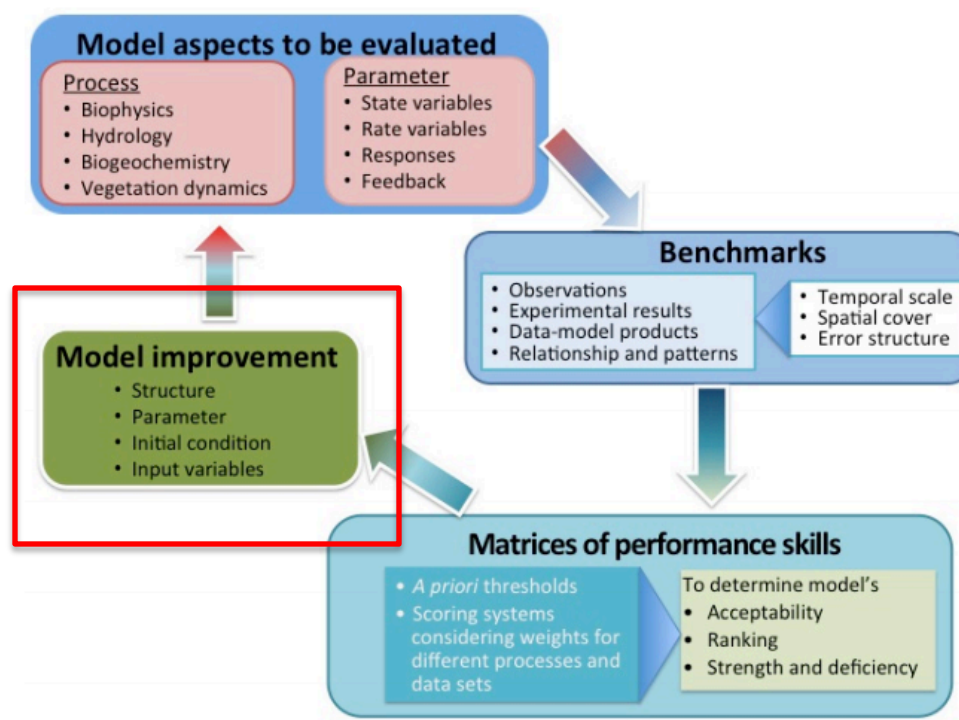 Model aspects to be evaluated
Process
• Biophysics
• Hydrology
• Biogeochemistry
• Vegetation dynamics
Parameter
• State variables
• Rate variables
• Responses
• Feedback
Benchmarks
• Observations
• Experimental results
• Data-model products
• Relationship and patterns
• Temporal scale
• Spatial cover
• Error structure
Model improvement
• Structure
• Parameter
• Initial condition
• Input variables
Matrices of performance skills
• A priori thresholds
• Scoring systems
considering weights for
different processes and
data sets
To determine model's
• Acceptability
• Ranking
• Strength and deficiency